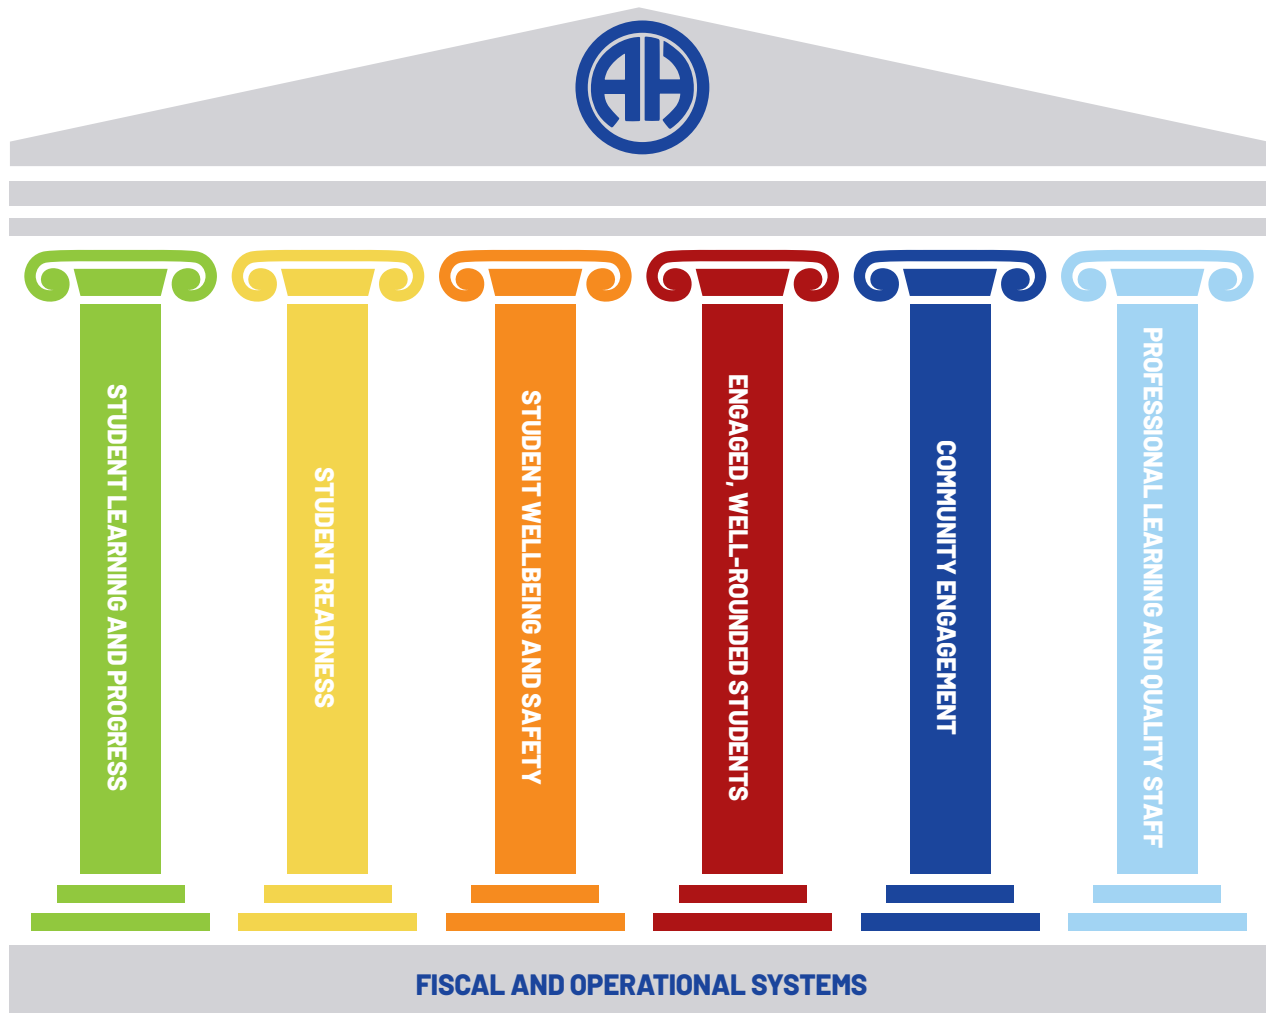 AH
STUDENT LEARNING AND PROGRESS
STUDENT READINESS
STUDENT WELLBEING AND SAFETY
ENGAGED, WELL-ROUNDED STUDENTS
COMMUNITY ENGAGEMENT
PROFESSIONAL LEARNING AND QUALITY STAFF
FISCAL AND OPERATIONAL SYSTEMS